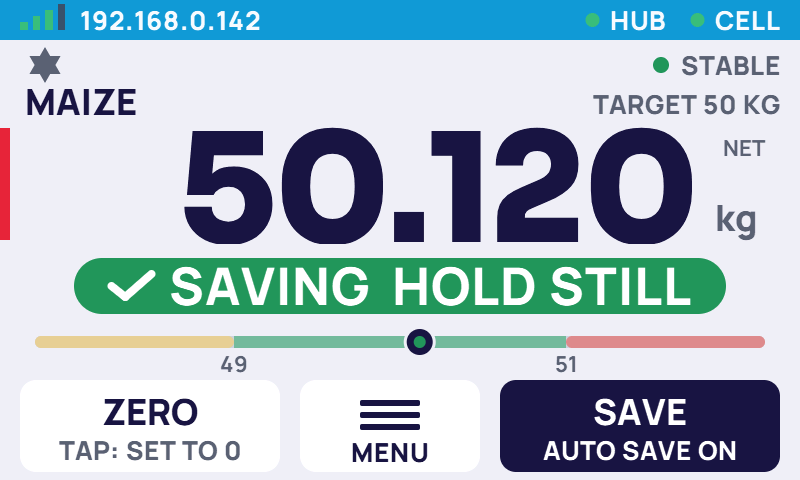 192.168.0.142
HUB
CELL
MAIZE
STABLE
TARGET 50 KG
50.120
NET
kg
SAVING HOLD STILL
49
51
ZERO
TAP: SET TO 0
MENU
SAVE
AUTO SAVE ON